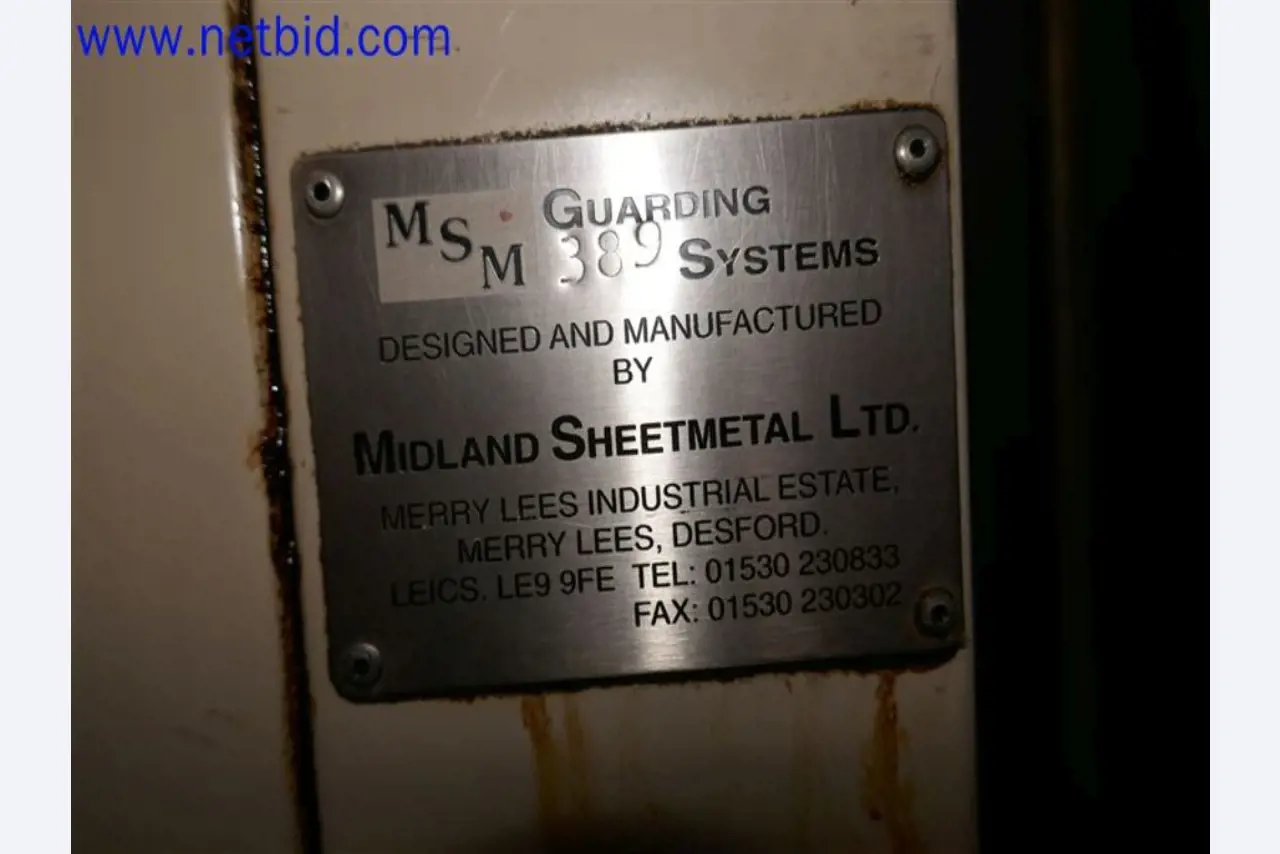 www.netbid.com
MSM GUARDING
389 SYSTEMS
DESIGNED AND MANUFACTURED
BY
MIDLAND SHEETMETAL LTD.
MERRY LEES INDUSTRIAL ESTATE,
MERRY LEES, DESFORD.
LEICS. LE9 9FE TEL: 01530 230833
FAX: 01530 230302